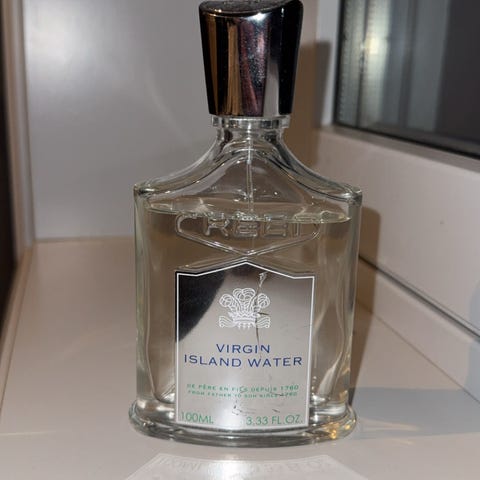 CREED
VIRGIN
ISLAND WATER
DE PÈRE EN FILS DEPUIS 1760
FROM FATHER TO SON SINCE 1760
100ML 3,33 FL.OZ.